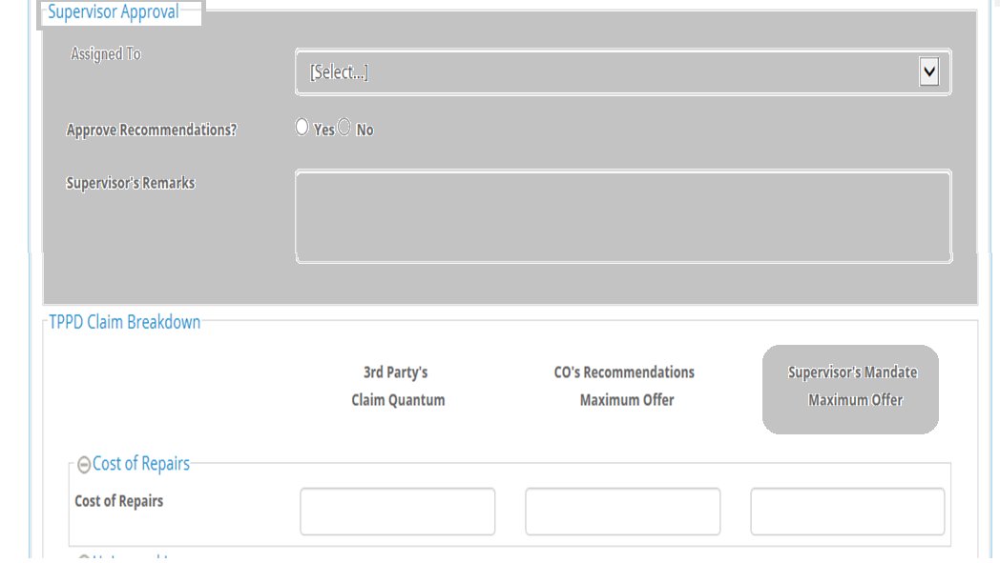 Supervisor Approval
Assigned To
[Select...]
Approve Recommendations?
Yes No
Supervisor's Remarks
TPPD Claim Breakdown
3rd Party's CO's Recommendations Supervisor's Mandate
Claim Quantum Maximum Offer Maximum Offer
Cost of Repairs
Cost of Repairs